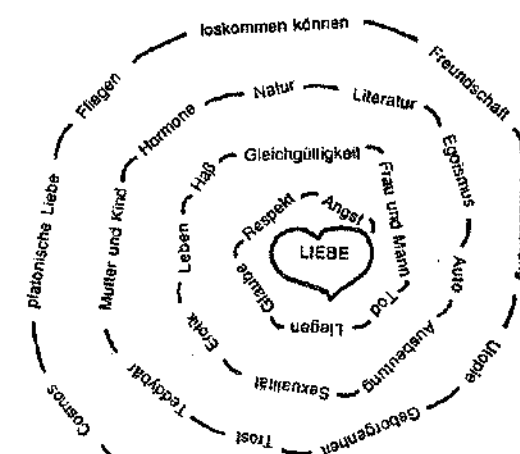 LIEBE
Angst
Respekt
Glaube
Liegen
Tod
Frau und Mann
Gleichgültigkeit
Haß
Leben
Erotik
Sexualität
Ausbeutung
Auto
Egoismus
Literatur
Natur
Hormone
Mutter und Kind
Teddybär
Trost
Geborgenheit
Utopie
Freundschaft
loskommen können
Fliegen
platonische Liebe
Cosmos